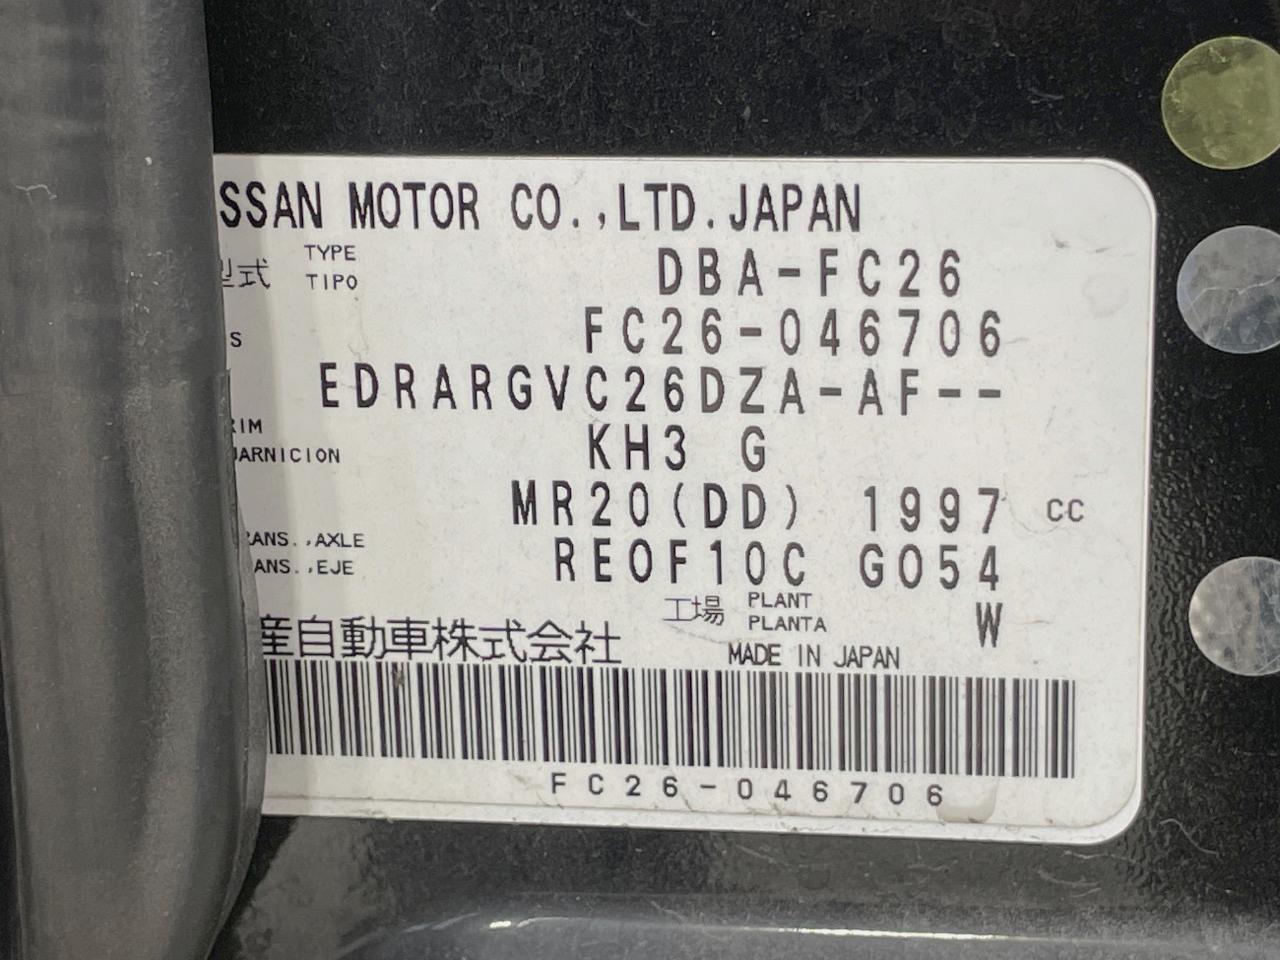 SSAN MOTOR CO.,LTD.JAPAN
型式 TYPE TIPO DBA-FC26
S FC26-046706
EDRARGVC26DZA-AF--
RIM
UARNICION KH3 G
MR20(DD) 1997 CC
RANS.,AXLE
ANS.,EJE RE0F10C G054
工場 PLANT PLANTA W
産自動車株式会社 MADE IN JAPAN
FC26-046706